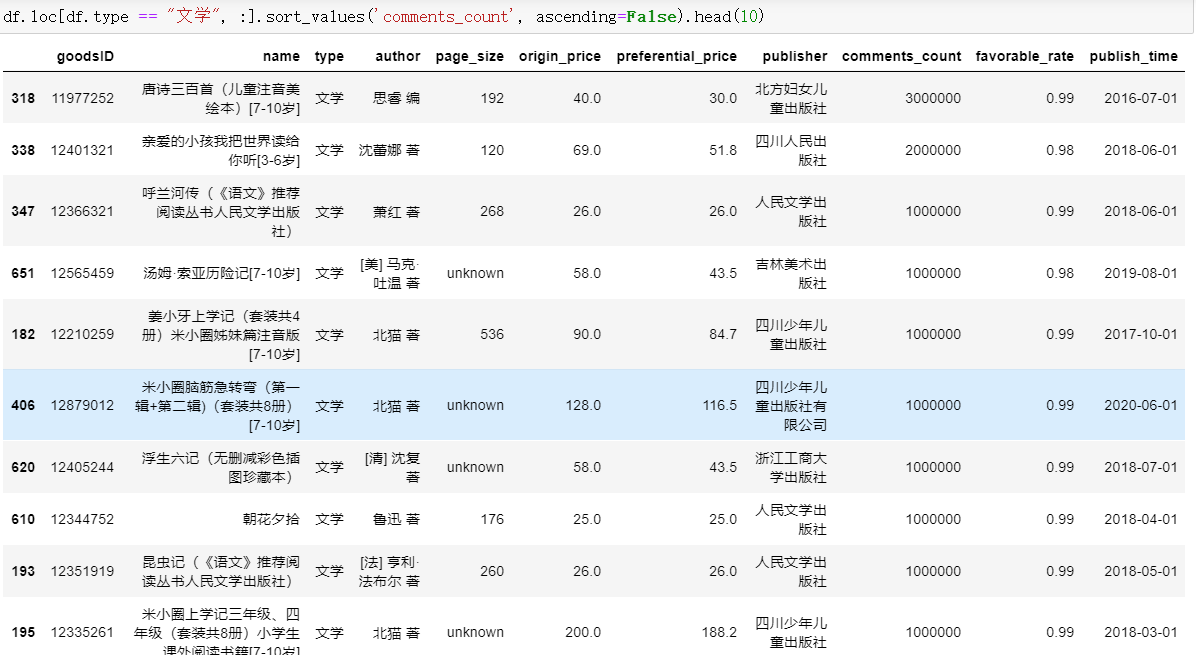 df.loc[df.type == "文学", :].sort_values('comments_count', ascending=False).head(10)
goodsID name type author page_size origin_price preferential_price publisher comments_count favorable_rate publish_time
318 11977252 唐诗三百首（儿童注音美 文学 思睿 编 192 40.0 30.0 北方妇女儿 3000000 0.99 2016-07-01
绘本）[7-10岁] 童出版社
338 12401321 亲爱的小孩我把世界读给 文学 沈蕾娜 著 120 69.0 51.8 四川人民出 2000000 0.98 2018-06-01
你听[3-6岁] 版社
呼兰河传（《语文》推荐
347 12366321 阅读丛书人民文学出版 文学 萧红 著 268 26.0 26.0 人民文学出 1000000 0.99 2018-06-01
社） 版社
651 12565459 汤姆·索亚历险记[7-10岁] 文学 [美] 马克· unknown 58.0 43.5 吉林美术出 1000000 0.98 2019-08-01
吐温 著 版社
姜小牙上学记（套装共4
182 12210259 册）米小圈姊妹篇注音版 文学 北猫 著 536 90.0 84.7 四川少年儿 1000000 0.99 2017-10-01
[7-10岁] 童出版社
米小圈脑筋急转弯（第一 四川少年儿
406 12879012 辑+第二辑)（套装共8册） 文学 北猫 著 unknown 128.0 116.5 童出版社有 1000000 0.99 2020-06-01
[7-10岁] 限公司
620 12405244 浮生六记（无删减彩色插 文学 [清] 沈复 unknown 58.0 43.5 浙江工商大 1000000 0.99 2018-07-01
图珍藏本） 著 学出版社
610 12344752 朝花夕拾 文学 鲁迅 著 176 25.0 25.0 人民文学出 1000000 0.99 2018-04-01
版社
193 12351919 昆虫记（《语文》推荐阅 文学 [法] 亨利· 260 26.0 26.0 人民文学出 1000000 0.99 2018-05-01
读丛书人民文学出版社） 法布尔 著 版社
米小圈上学记三年级、四
195 12335261 年级（套装共8册）小学生 文学 北猫 著 unknown 200.0 188.2 四川少年儿 1000000 0.99 2018-03-01
课外阅读书籍[7-10岁] 童出版社